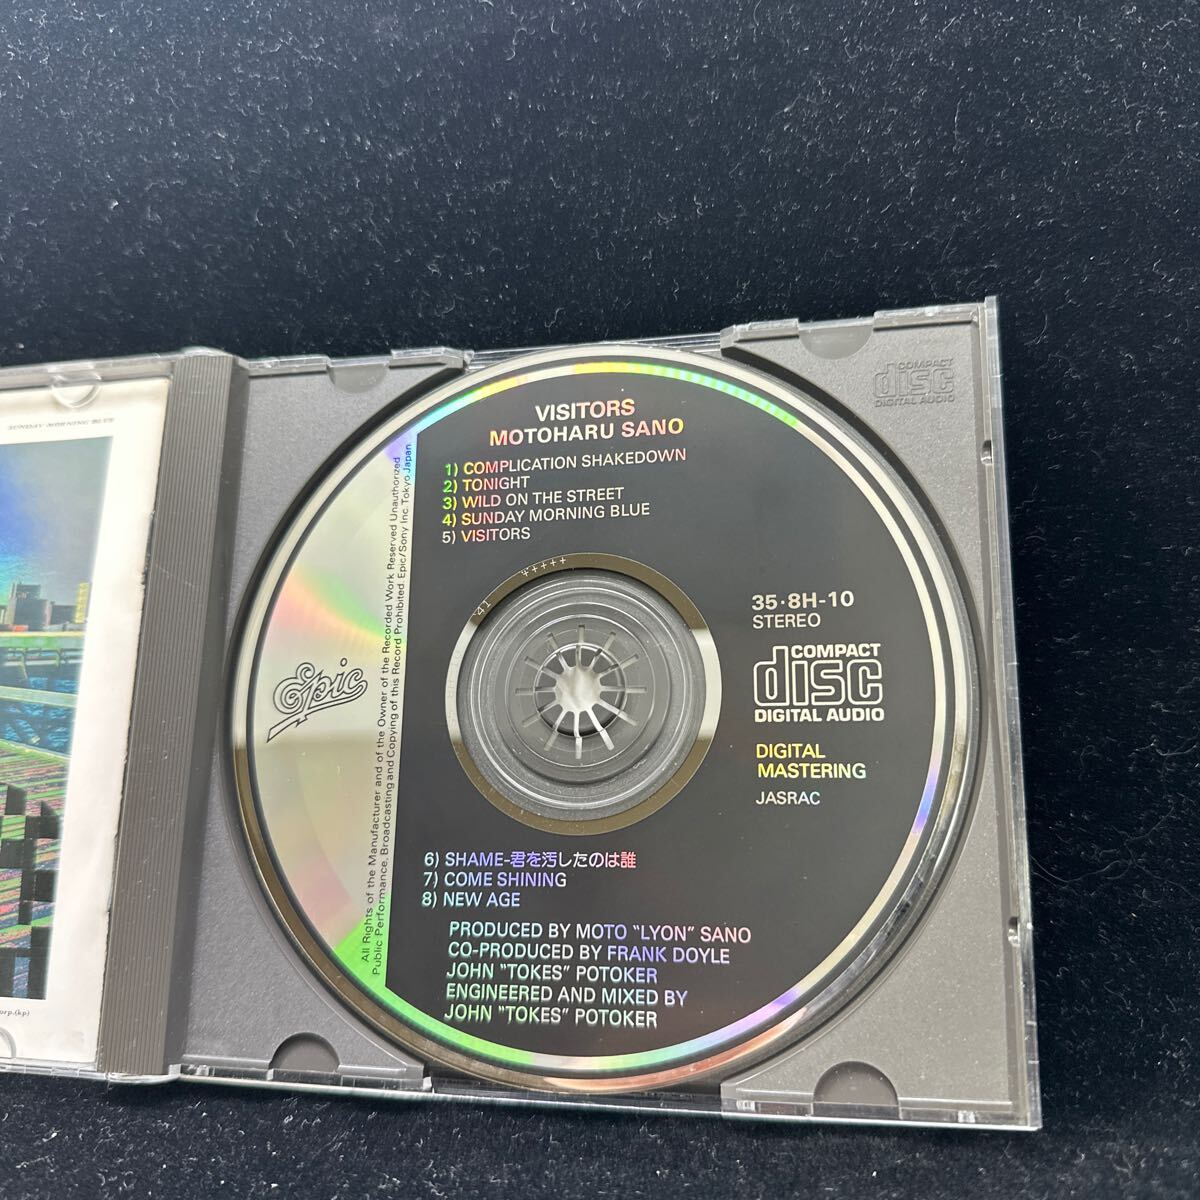 SUNDAY MORNING BLUE
orp.(kp)
COMPACT
disc
DIGITAL AUDIO
VISITORS
MOTOHARU SANO
1) COMPLICATION SHAKEDOWN
2) TONIGHT
3) WILD ON THE STREET
4) SUNDAY MORNING BLUE
5) VISITORS
All Rights of the Manufacturer and of the Owner of the Recorded Work Reserved Unauthorized
Public Performance, Broadcasting and Copying of this Record Prohibited. Epic/Sony Inc. Tokyo Japan
Epic
41 +++++
35·8H-10
STEREO
COMPACT
disc
DIGITAL AUDIO
DIGITAL
MASTERING
JASRAC
6) SHAME-君を汚したのは誰
7) COME SHINING
8) NEW AGE
PRODUCED BY MOTO "LYON" SANO
CO-PRODUCED BY FRANK DOYLE
JOHN "TOKES" POTOKER
ENGINEERED AND MIXED BY
JOHN "TOKES" POTOKER